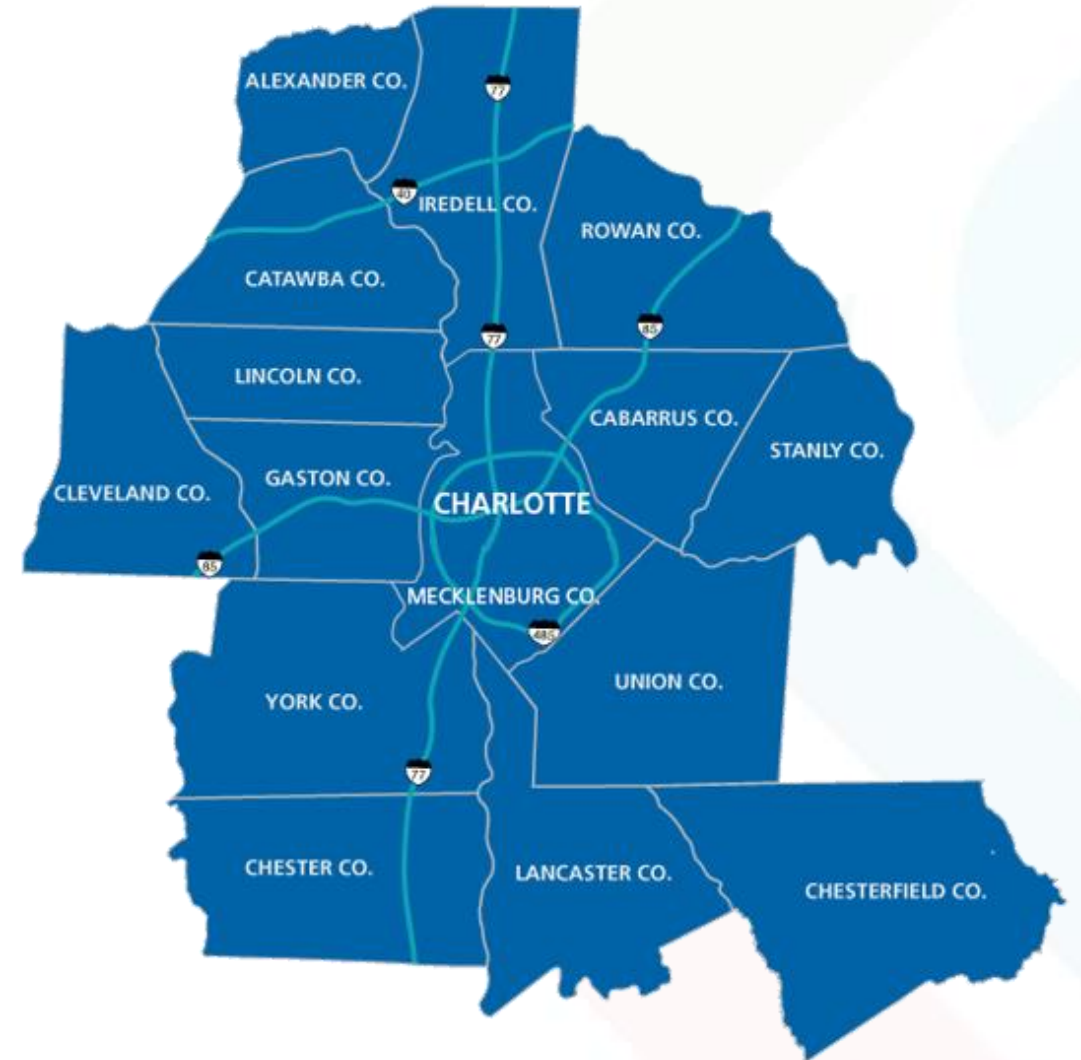 ALEXANDER CO.
77
40
IREDELL CO.
ROWAN CO.
CATAWBA CO.
77
85
LINCOLN CO.
CABARRUS CO.
STANLY CO.
GASTON CO.
CLEVELAND CO.
CHARLOTTE
85
MECKLENBURG CO.
485
UNION CO.
YORK CO.
77
CHESTER CO.
LANCASTER CO.
CHESTERFIELD CO.